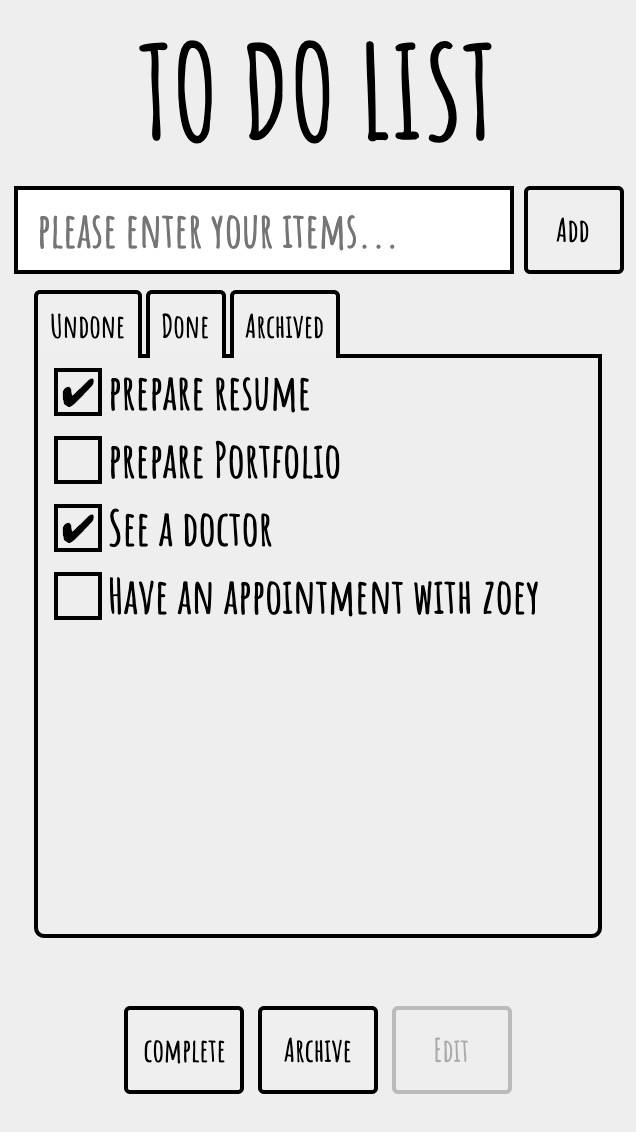 TO DO LIST
PLEASE ENTER YOUR ITEMS...
Add
Undone
Done
Archived
prepare resume
prepare Portfolio
See a doctor
Have an appointment with zoey
complete
Archive
Edit